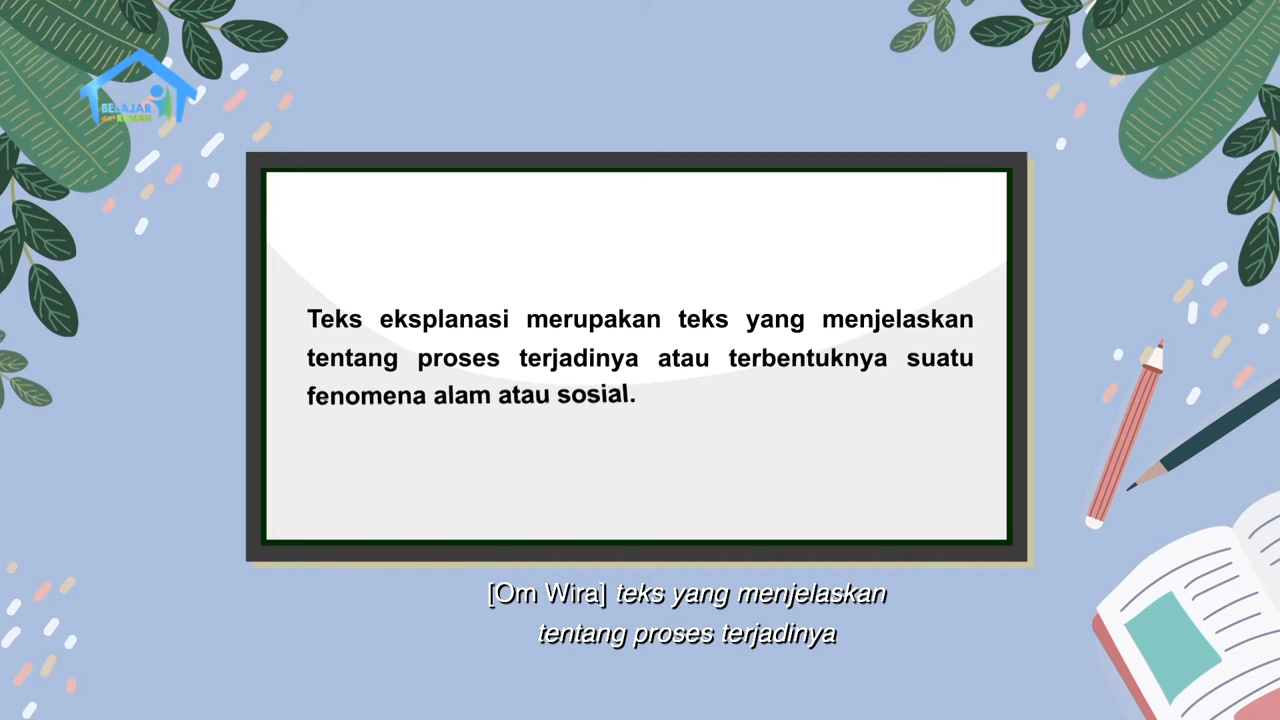 BELAJAR
dari RUMAH
Teks eksplanasi merupakan teks yang menjelaskan
tentang proses terjadinya atau terbentuknya suatu
fenomena alam atau sosial.
[Om Wira] teks yang menjelaskan
tentang proses terjadinya